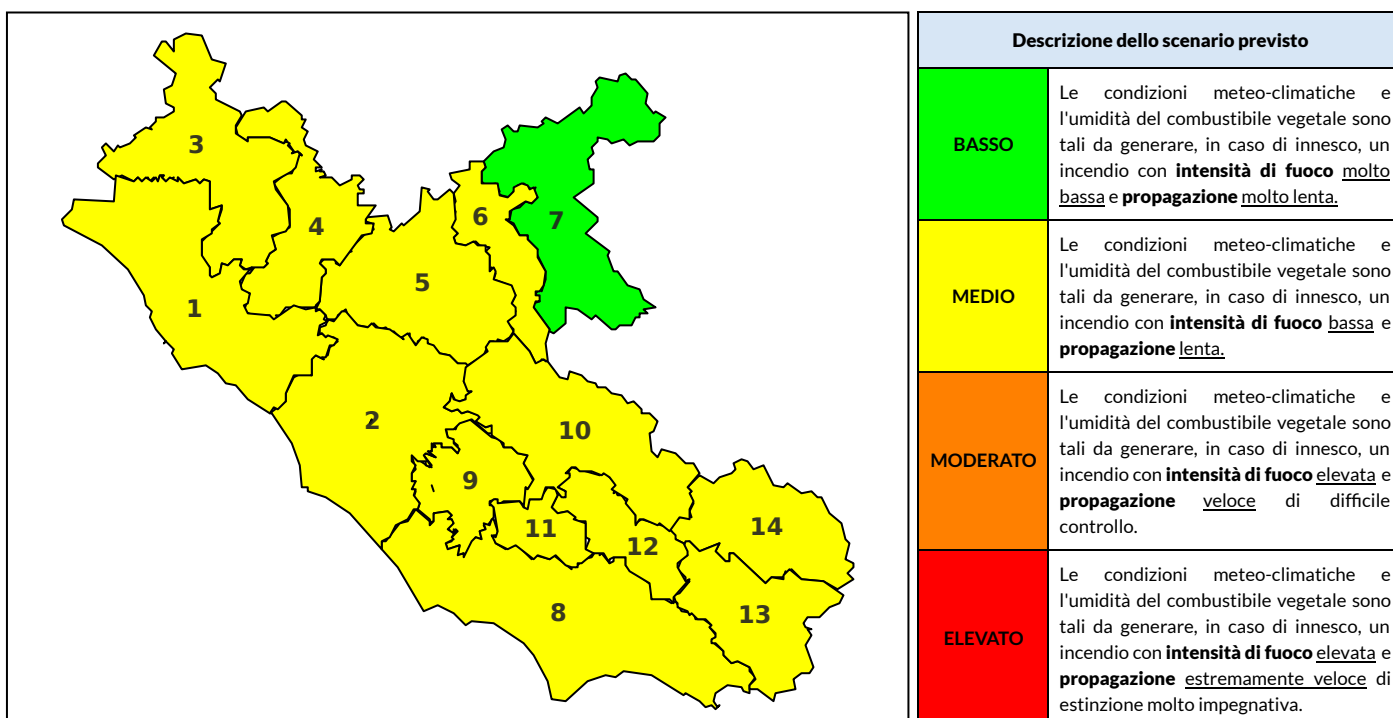 3
4
6
7
5
1
2
10
9
11
14
12
8
13
Descrizione dello scenario previsto
BASSO
Le condizioni meteo-climatiche e
l'umidità del combustibile vegetale sono
tali da generare, in caso di innesco, un
incendio con intensità di fuoco molto
bassa e propagazione molto lenta.
MEDIO
Le condizioni meteo-climatiche e
l'umidità del combustibile vegetale sono
tali da generare, in caso di innesco, un
incendio con intensità di fuoco bassa e
propagazione lenta.
MODERATO
Le condizioni meteo-climatiche e
l'umidità del combustibile vegetale sono
tali da generare, in caso di innesco, un
incendio con intensità di fuoco elevata e
propagazione veloce di difficile
controllo.
ELEVATO
Le condizioni meteo-climatiche e
l'umidità del combustibile vegetale sono
tali da generare, in caso di innesco, un
incendio con intensità di fuoco elevata e
propagazione estremamente veloce di
estinzione molto impegnativa.